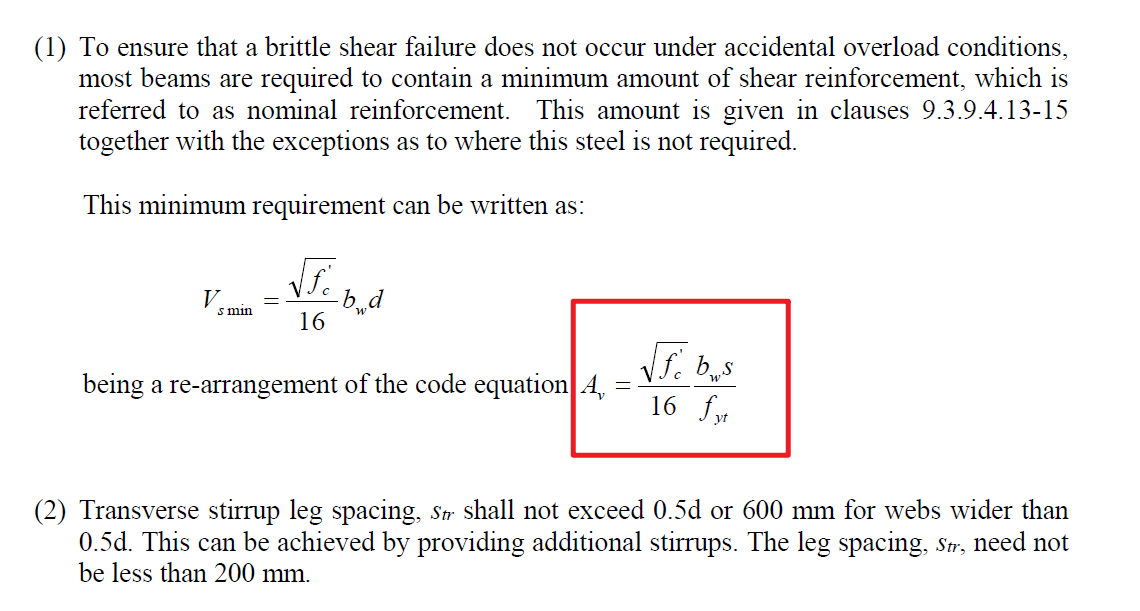 (1) To ensure that a brittle shear failure does not occur under accidental overload conditions,
most beams are required to contain a minimum amount of shear reinforcement, which is
referred to as nominal reinforcement. This amount is given in clauses 9.3.9.4.13-15
together with the exceptions as to where this steel is not required.
This minimum requirement can be written as:
V_{s min} = \frac{\sqrt{f_c^'}}{16} b_w d
being a re-arrangement of the code equation A_v = \frac{\sqrt{f_c^'}}{16} \frac{b_w s}{f_{yt}}
(2) Transverse stirrup leg spacing, s_{tr} shall not exceed 0.5d or 600 mm for webs wider than
0.5d. This can be achieved by providing additional stirrups. The leg spacing, s_{tr}, need not
be less than 200 mm.